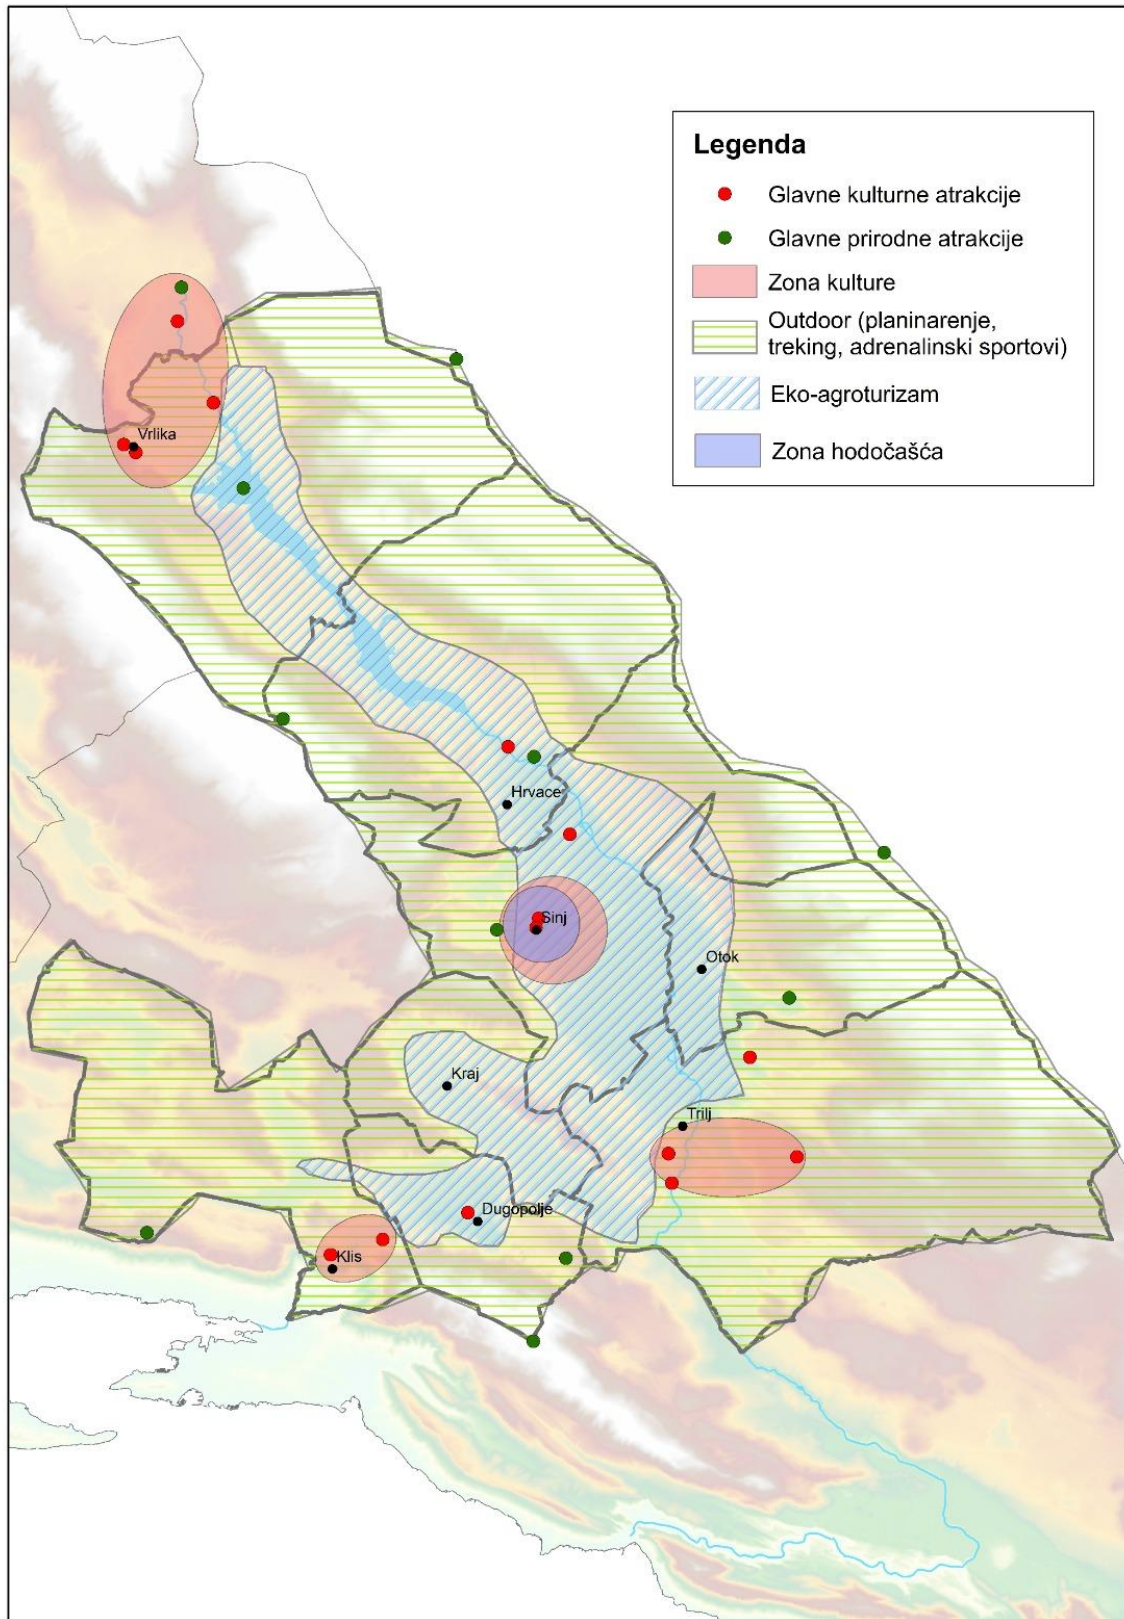 Legenda
Glavne kulturne atrakcije
Glavne prirodne atrakcije
Zona kulture
Outdoor (planinarenje,
treking, adrenalinski sportovi)
Eko-agroturizam
Zona hodočašća
Vrlika
Hrvace
Sinj
Otok
Kraj
Trilj
Dugopolje
Klis